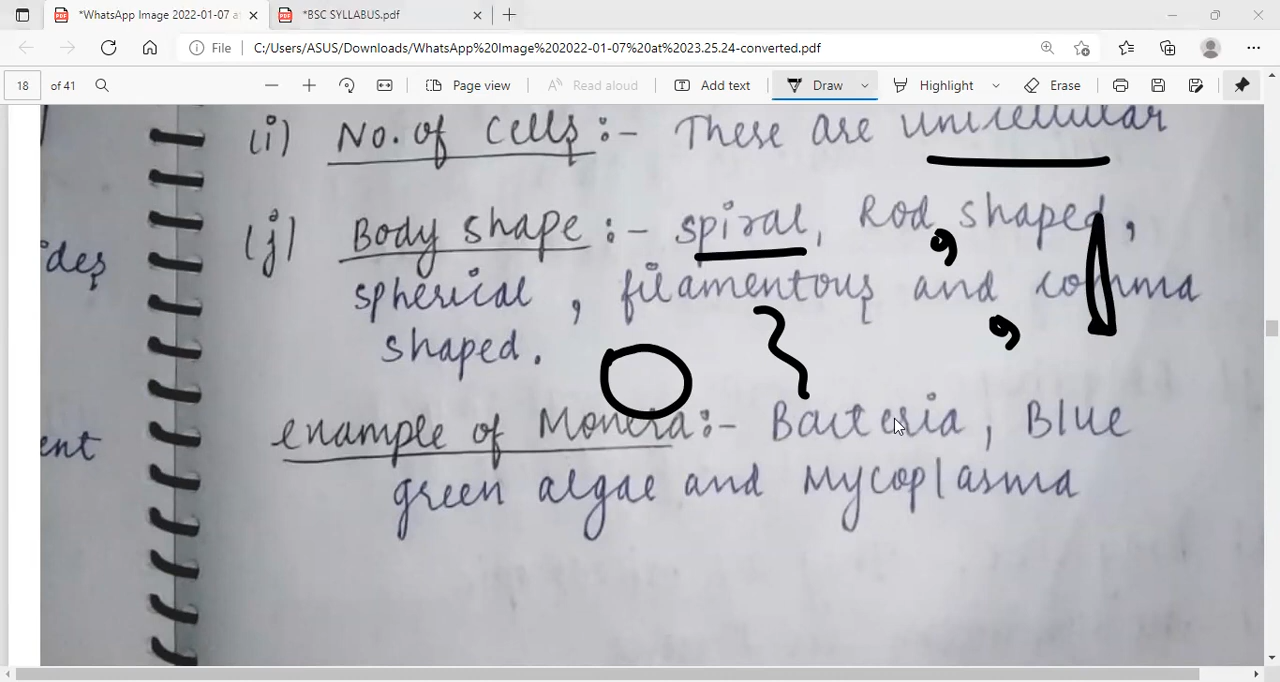 *WhatsApp Image 2022-01-07 a
*BSC SYLLABUS.pdf
File C:/Users/ASUS/Downloads/WhatsApp%20Image%202022-01-07%20at%2023.25.24-converted.pdf
18 of 41 Page view Read aloud Add text Draw Highlight Erase
(i) No. of cells :- These are unicellular
(j) Body shape :- spiral, Rod shaped,
des
spherical, filamentous and comma
shaped.
example of Monera :- Bacteria, Blue
ent
green algae and Mycoplasma